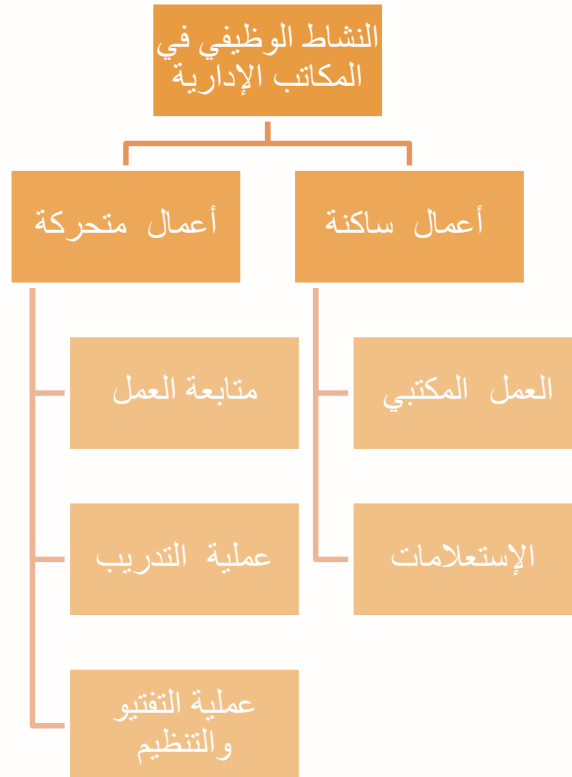 النشاط الوظيفي في
المكاتب الإدارية
أعمال ساكنة
أعمال متحركة
العمل المكتبي
متابعة العمل
الإستعلامات
عملية التدريب
عملية التفتيو
والتنظيم